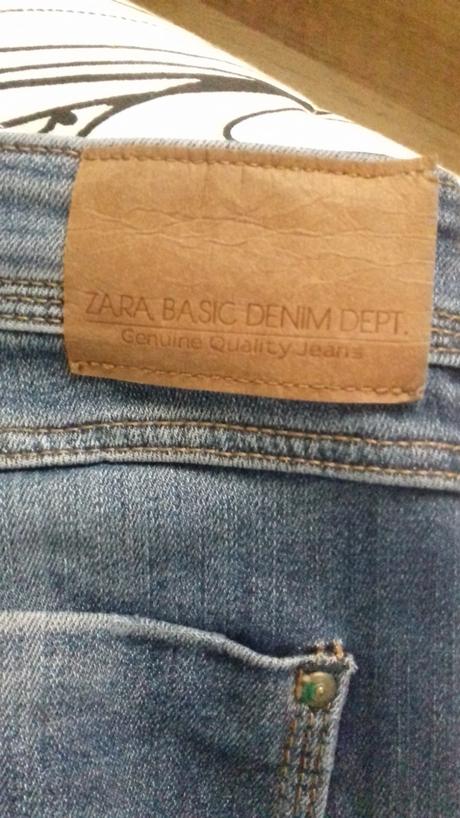 ZARA BASIC DENIM DEPT.
Genuine Quality Jeans